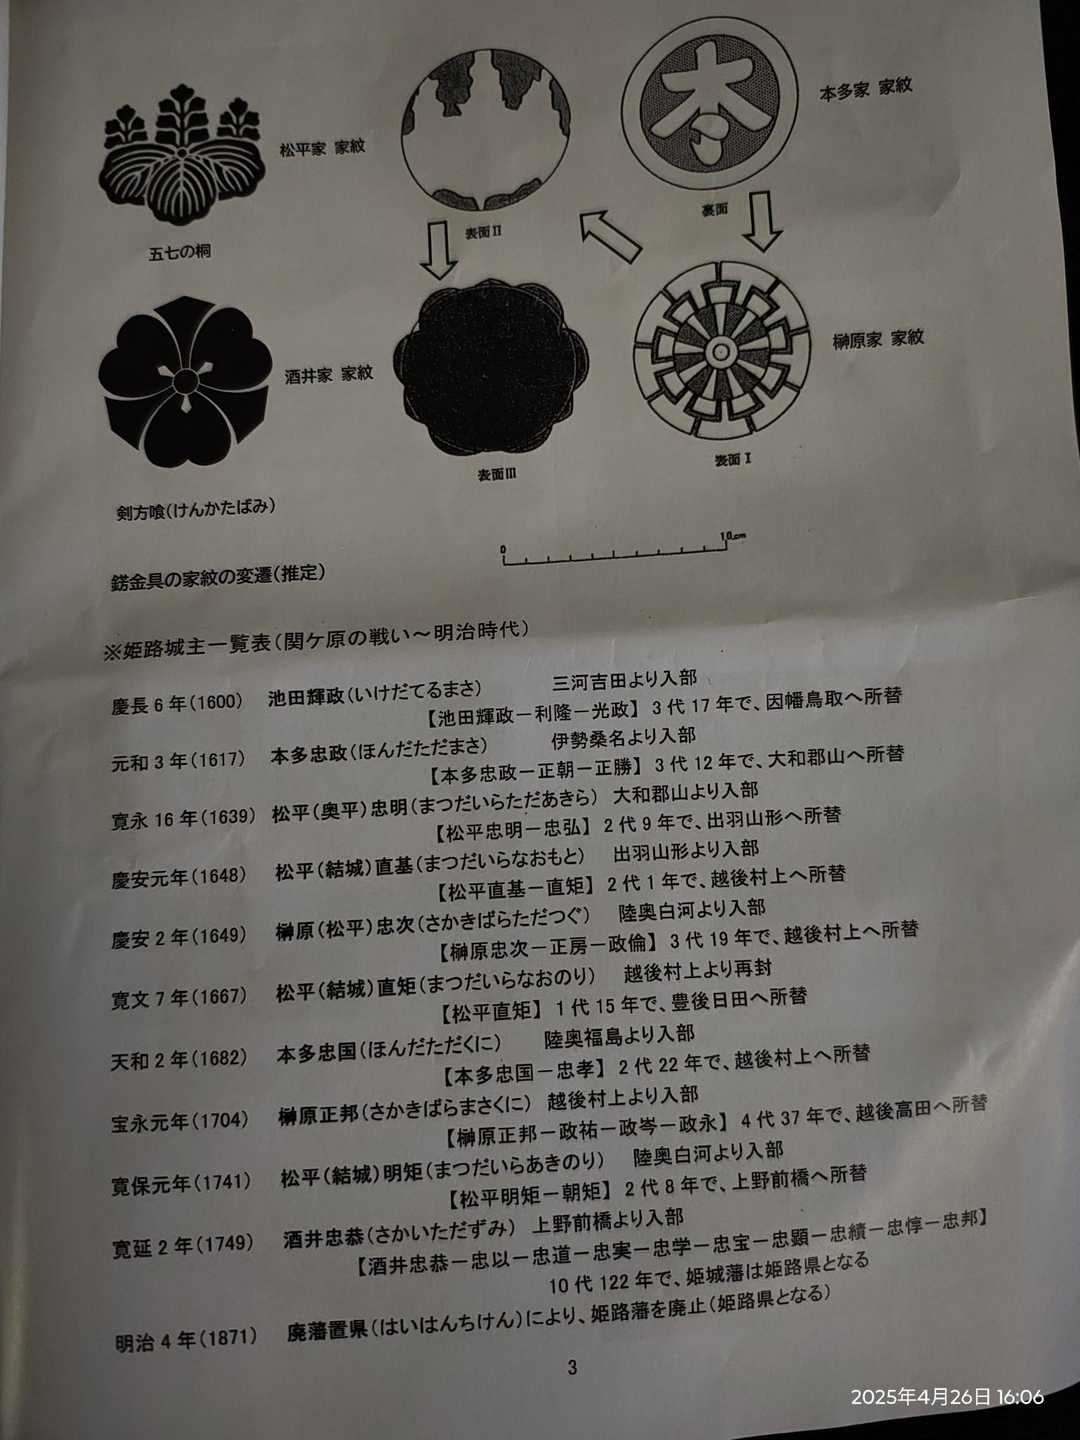 本多家 家紋
松平家 家紋
裏面
表面Ⅱ
五七の桐
榊原家 家紋
酒井家 家紋
表面Ⅰ
表面Ⅲ
剣方喰(けんかたばみ)
0 10cm
錺金具の家紋の変遷(推定)
※姫路城主一覧表(関ケ原の戦い～明治時代)
慶長6年(1600) 池田輝政(いけだてるまさ) 三河吉田より入部
【池田輝政－利隆－光政】 3代17年で、因幡鳥取へ所替
元和3年(1617) 本多忠政(ほんだただまさ) 伊勢桑名より入部
【本多忠政－正朝－正勝】 3代12年で、大和郡山へ所替
寛永16年(1639) 松平(奥平)忠明(まつだいらただあきら) 大和郡山より入部
【松平忠明－忠弘】 2代9年で、出羽山形へ所替
慶安元年(1648) 松平(結城)直基(まつだいらなおもと) 出羽山形より入部
【松平直基－直矩】 2代1年で、越後村上へ所替
慶安2年(1649) 榊原(松平)忠次(さかきばらただつぐ) 陸奥白河より入部
【榊原忠次－正房－政倫】 3代19年で、越後村上へ所替
寛文7年(1667) 松平(結城)直矩(まつだいらなおのり) 越後村上より再封
【松平直矩】 1代15年で、豊後日田へ所替
天和2年(1682) 本多忠国(ほんだただくに) 陸奥福島より入部
【本多忠国－忠孝】 2代22年で、越後村上へ所替
宝永元年(1704) 榊原正邦(さかきばらまさくに) 越後村上より入部
【榊原正邦－政祐－政岑－政永】 4代37年で、越後高田へ所替
寛保元年(1741) 松平(結城)明矩(まつだいらあきのり) 陸奥白河より入部
【松平明矩－朝矩】 2代8年で、上野前橋へ所替
寛延2年(1749) 酒井忠恭(さかいただずみ) 上野前橋より入部
【酒井忠恭－忠以－忠道－忠実－忠学－忠宝－忠顕－忠績－忠惇－忠邦】
10代122年で、姫城藩は姫路県となる
明治4年(1871) 廃藩置県(はいはんちけん)により、姫路藩を廃止(姫路県となる)
3
2025年4月26日 16:06